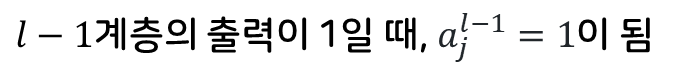 $l-1$계층의 출력이 1일 때, $a_j^{l-1} = 1$이 됨